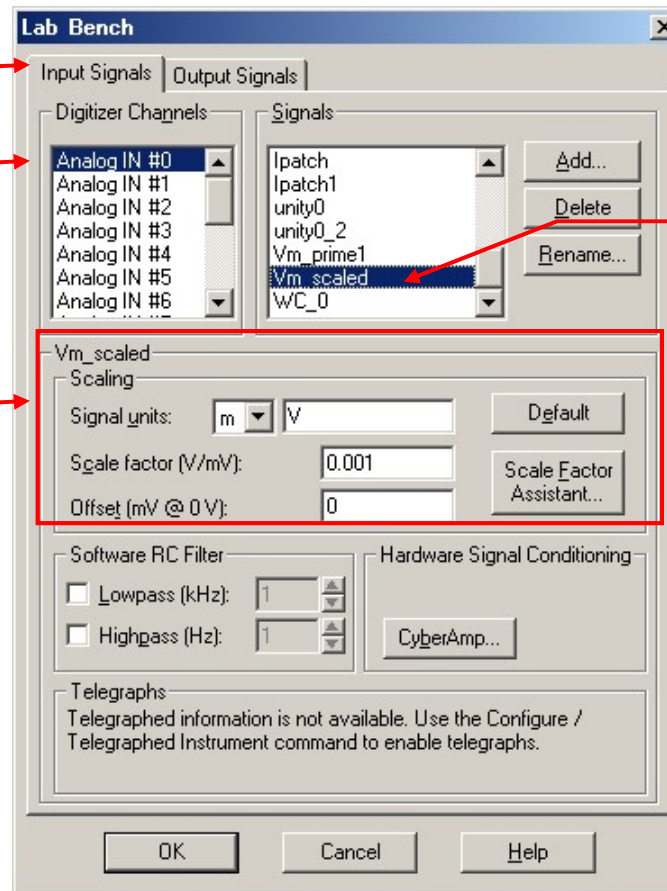 Lab Bench
Input Signals
Output Signals
Digitizer Channels
Analog IN #0
Analog IN #1
Analog IN #2
Analog IN #3
Analog IN #4
Analog IN #5
Analog IN #6
Signals
Ipatch
Ipatch1
unity0
unity0_2
Vm_prime1
Vm_scaled
WC_0
Add...
Delete
Rename...
Vm_scaled
Scaling
Signal units: m V
Default
Scale factor (V/mV): 0.001
Scale Factor
Assistant...
Offset (mV @ 0 V): 0
Software RC Filter
Lowpass (kHz): 1
Highpass (Hz): 1
Hardware Signal Conditioning
CyberAmp...
Telegraphs
Telegraphed information is not available. Use the Configure /
Telegraphed Instrument command to enable telegraphs.
OK Cancel Help